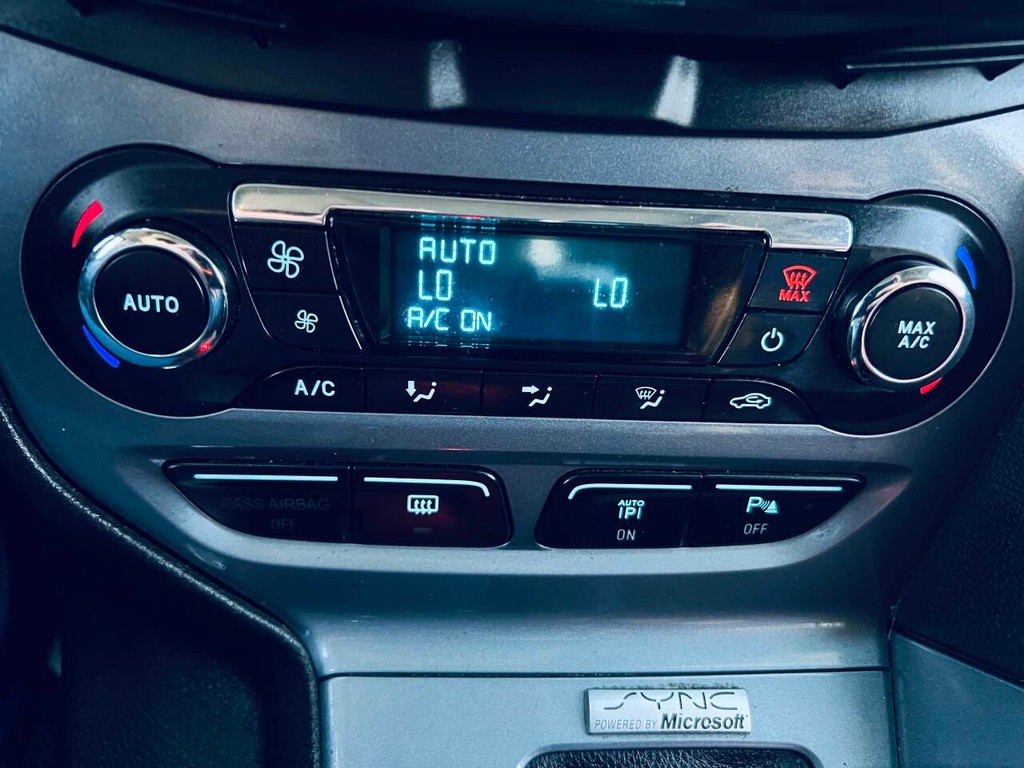 AUTO
AUTO
LO LO
A/C ON
MAX
MAX
A/C
A/C
PASS AIRBAG
OFF
AUTO
P
ON
P
OFF
SYNC
POWERED BY Microsoft